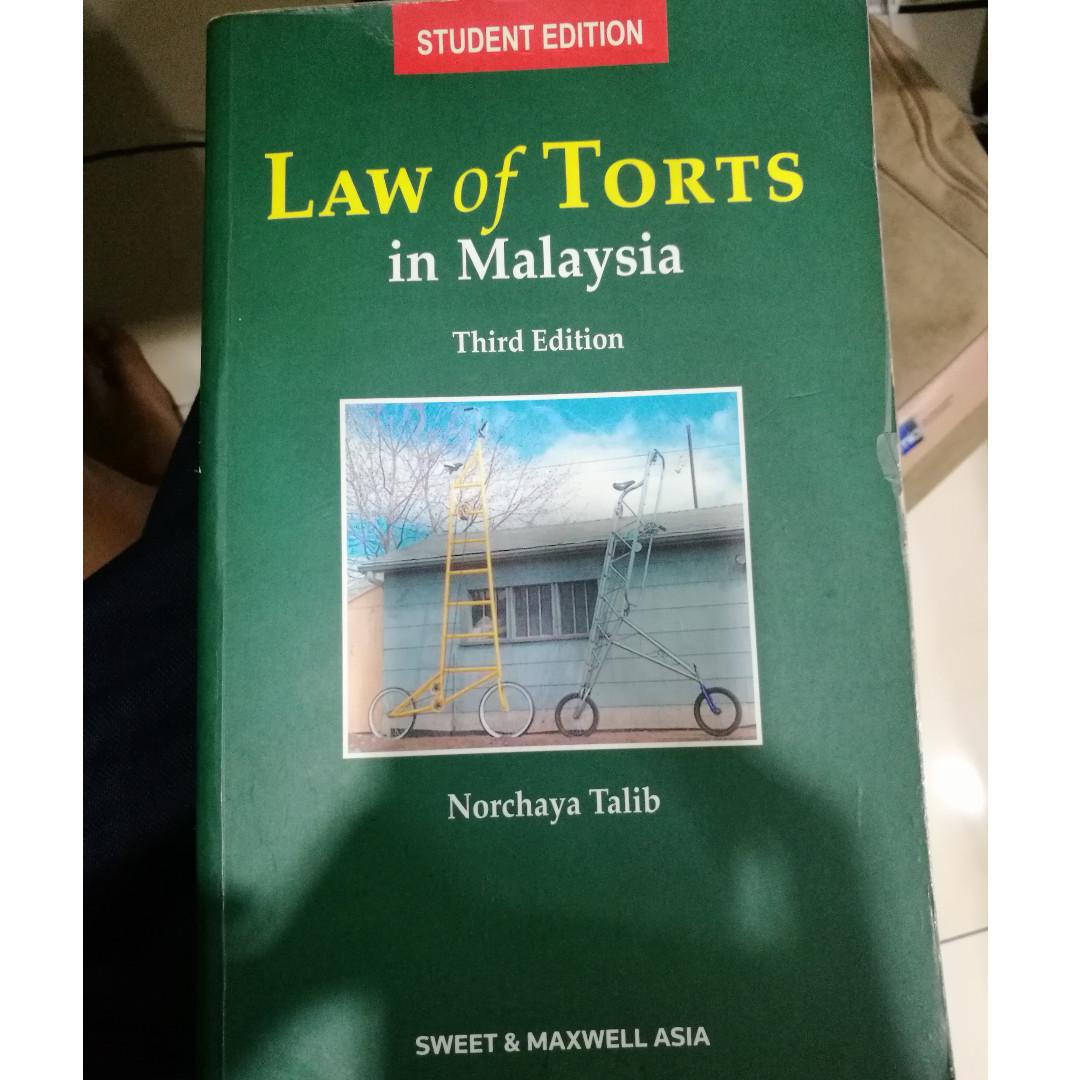 STUDENT EDITION
LAW of TORTS
in Malaysia
Third Edition
Norchaya Talib
SWEET & MAXWELL ASIA